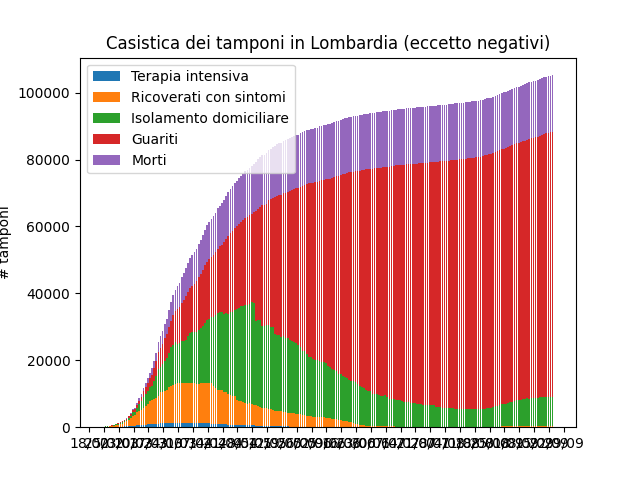 Casistica dei tamponi in Lombardia (eccetto negativi)
Terapia intensiva
Ricoverati con sintomi
Isolamento domiciliare
Guariti
Morti
# tamponi
100000
80000
60000
40000
20000
0